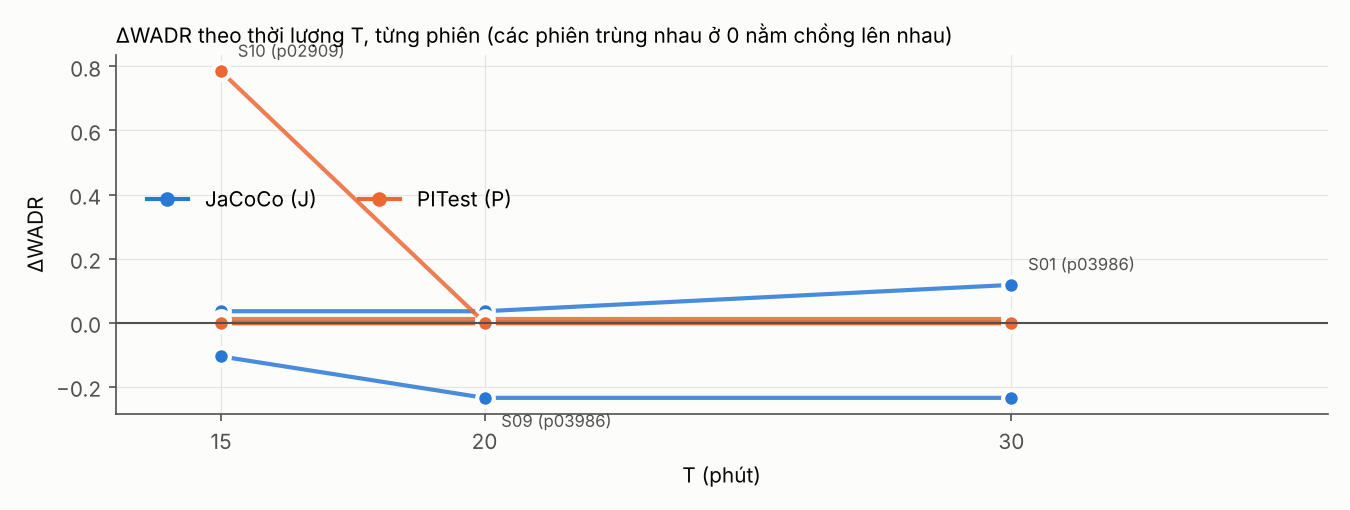 ΔWADR theo thời lượng T, từng phiên (các phiên trùng nhau ở 0 nằm chồng lên nhau)
S10 (p02909)
0.8
0.6
0.4
JaCoCo (J)
PITest (P)
ΔWADR
0.2
S01 (p03986)
0.0
−0.2
S09 (p03986)
15
20
30
T (phút)